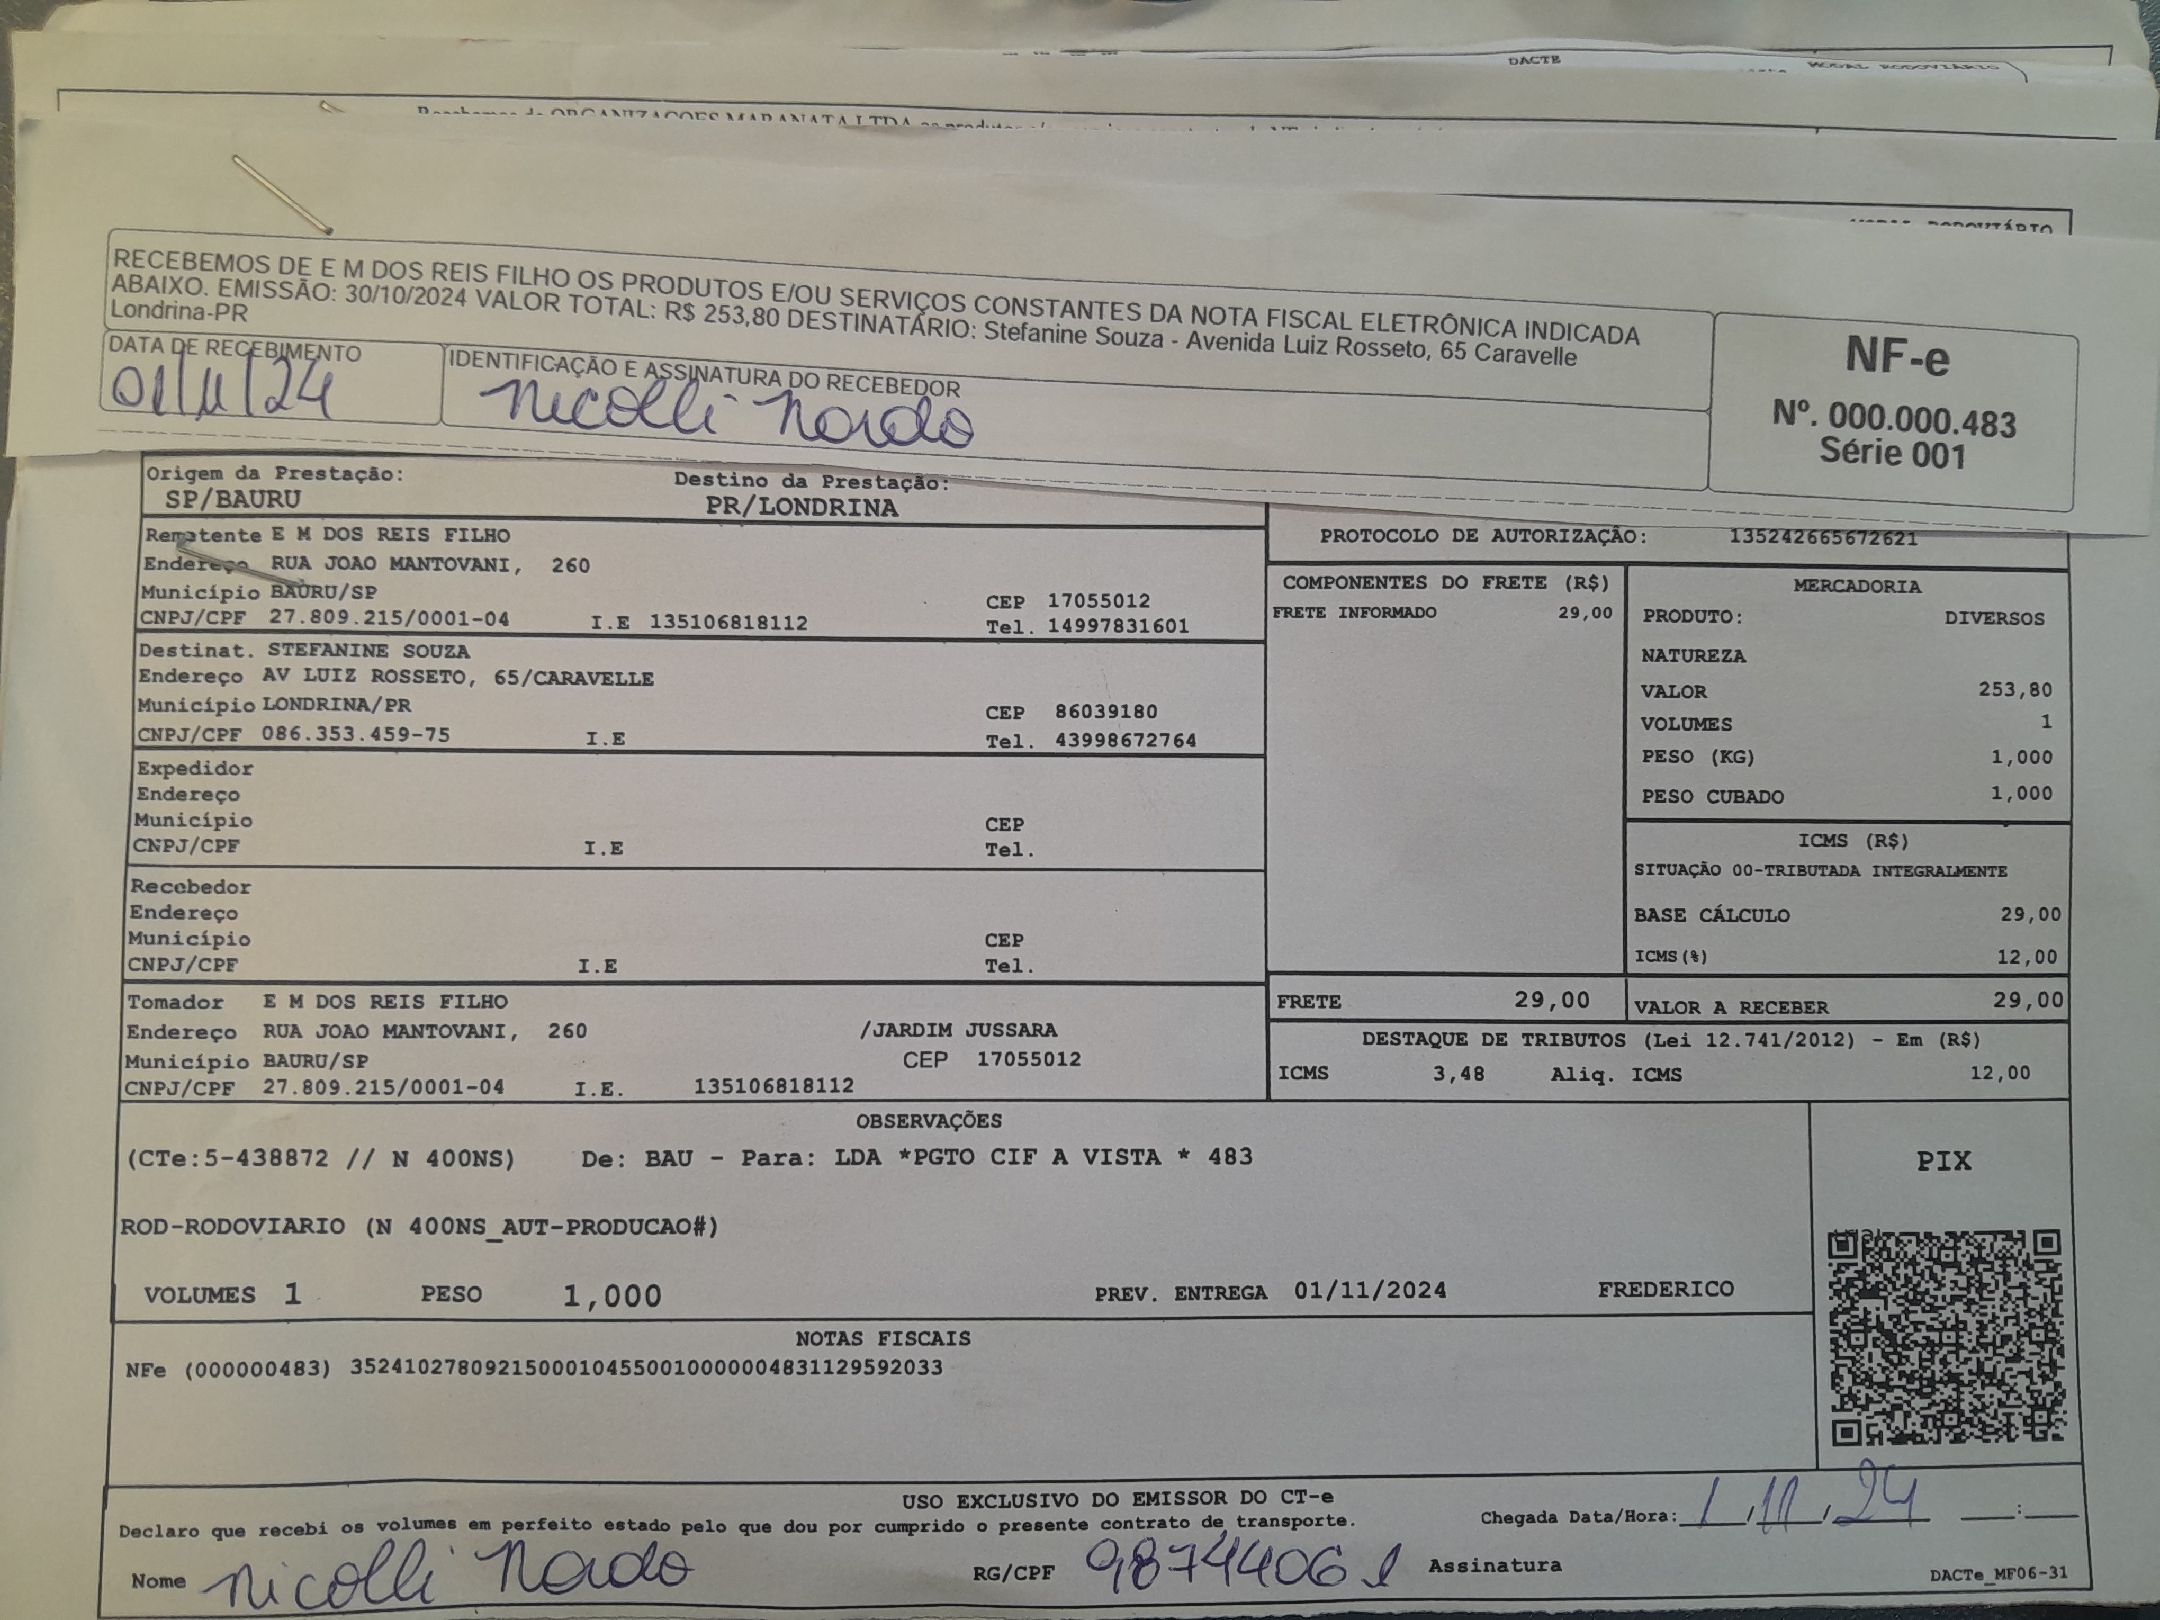 DACTE
MODAL RODOVIÁRIO
Recebemos de ORGANIZACOES MARANATA LTDA os produtos
RODOVIÁRIO
RECEBEMOS DE E M DOS REIS FILHO OS PRODUTOS E/OU SERVIÇOS CONSTANTES DA NOTA FISCAL ELETRÔNICA INDICADA
ABAIXO. EMISSÃO: 30/10/2024 VALOR TOTAL: R$ 253,80 DESTINATÁRIO: Stefanine Souza - Avenida Luiz Rosseto, 65 Caravelle
Londrina-PR
DATA DE RECEBIMENTO
01/11/24
IDENTIFICAÇÃO E ASSINATURA DO RECEBEDOR
Nicolli Nardo
NF-e
Nº. 000.000.483
Série 001
Origem da Prestação: Destino da Prestação:
SP/BAURU PR/LONDRINA
Remetente E M DOS REIS FILHO
Endereço RUA JOAO MANTOVANI, 260
Município BAURU/SP CEP 17055012
CNPJ/CPF 27.809.215/0001-04 I.E 135106818112 Tel. 14997831601
Destinat. STEFANINE SOUZA
Endereço AV LUIZ ROSSETO, 65/CARAVELLE
Município LONDRINA/PR CEP 86039180
CNPJ/CPF 086.353.459-75 I.E Tel. 43998672764
Expedidor
Endereço
Município CEP
CNPJ/CPF I.E Tel.
Recebedor
Endereço
Município CEP
CNPJ/CPF I.E Tel.
Tomador E M DOS REIS FILHO
Endereço RUA JOAO MANTOVANI, 260 /JARDIM JUSSARA
Município BAURU/SP CEP 17055012
CNPJ/CPF 27.809.215/0001-04 I.E. 135106818112
PROTOCOLO DE AUTORIZAÇÃO: 135242665672621
COMPONENTES DO FRETE (R$)
FRETE INFORMADO 29,00
MERCADORIA
PRODUTO: DIVERSOS
NATUREZA
VALOR 253,80
VOLUMES 1
PESO (KG) 1,000
PESO CUBADO 1,000
ICMS (R$)
SITUAÇÃO 00-TRIBUTADA INTEGRALMENTE
BASE CÁLCULO 29,00
ICMS(%) 12,00
FRETE 29,00 VALOR A RECEBER 29,00
DESTAQUE DE TRIBUTOS (Lei 12.741/2012) - Em (R$)
ICMS 3,48 Aliq. ICMS 12,00
OBSERVAÇÕES
(CTe:5-438872 // N 400NS) De: BAU - Para: LDA *PGTO CIF A VISTA * 483
ROD-RODOVIARIO (N 400NS_AUT-PRODUCAO#)
VOLUMES 1 PESO 1,000 PREV. ENTREGA 01/11/2024 FREDERICO
PIX
NOTAS FISCAIS
NFe (000000483) 35241027809215000104550010000004831129592033
USO EXCLUSIVO DO EMISSOR DO CT-e
Declaro que recebi os volumes em perfeito estado pelo que dou por cumprido o presente contrato de transporte.
Chegada Data/Hora: 1/11/24 :
Nome Nicolli Nardo RG/CPF 98744061 Assinatura
DACTe_MF06-31